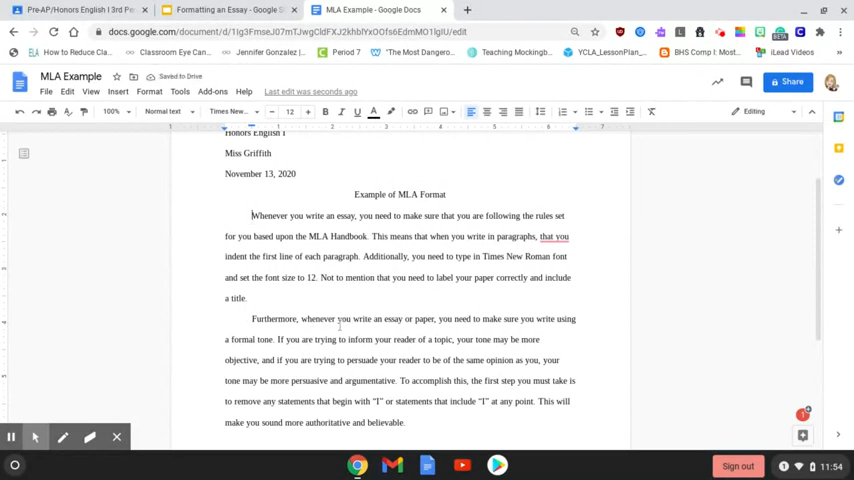 Pre-AP/Honors English I 3rd Per
Formatting an Essay - Google Sl
MLA Example - Google Docs
docs.google.com/document/d/1Ig3FmseJ07mTJwgCldFXJ2khblYxOfs6EdmmMO1lgIU/edit
How to Reduce Cla...
Classroom Eye Can...
Jennifer Gonzalez,...
Period 7
"The Most Dangero...
Teaching Mockingb...
YCLA_LessonPlan_...
BHS Comp I: Most...
iLead Videos
MLA Example
Saved to Drive
File Edit View Insert Format Tools Add-ons Help Last edit was seconds ago
Share
100% Normal text Times New... 12 B I U A Editing
Honors English I
Miss Griffith
November 13, 2020
Example of MLA Format
Whenever you write an essay, you need to make sure that you are following the rules set
for you based upon the MLA Handbook. This means that when you write in paragraphs, that you
indent the first line of each paragraph. Additionally, you need to type in Times New Roman font
and set the font size to 12. Not to mention that you need to label your paper correctly and include
a title.
Furthermore, whenever you write an essay or paper, you need to make sure you write using
a formal tone. If you are trying to inform your reader of a topic, your tone may be more
objective, and if you are trying to persuade your reader to be of the same opinion as you, your
tone may be more persuasive and argumentative. To accomplish this, the first step you must take is
to remove any statements that begin with “I” or statements that include “I” at any point. This will
make you sound more authoritative and believable.
Sign out
1
11:54